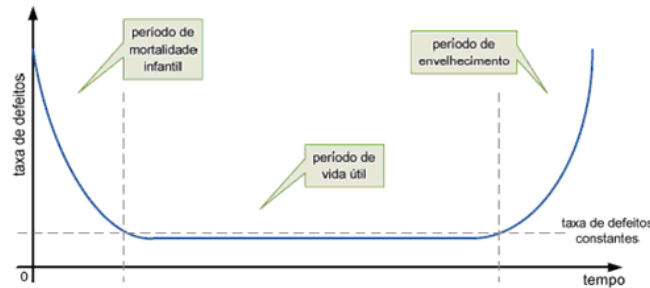 período de
mortalidade
infantill
período de
envelhecimento
taxa de defeitos
período de
vida útil
taxa de defeitos
constantes
0
tempo